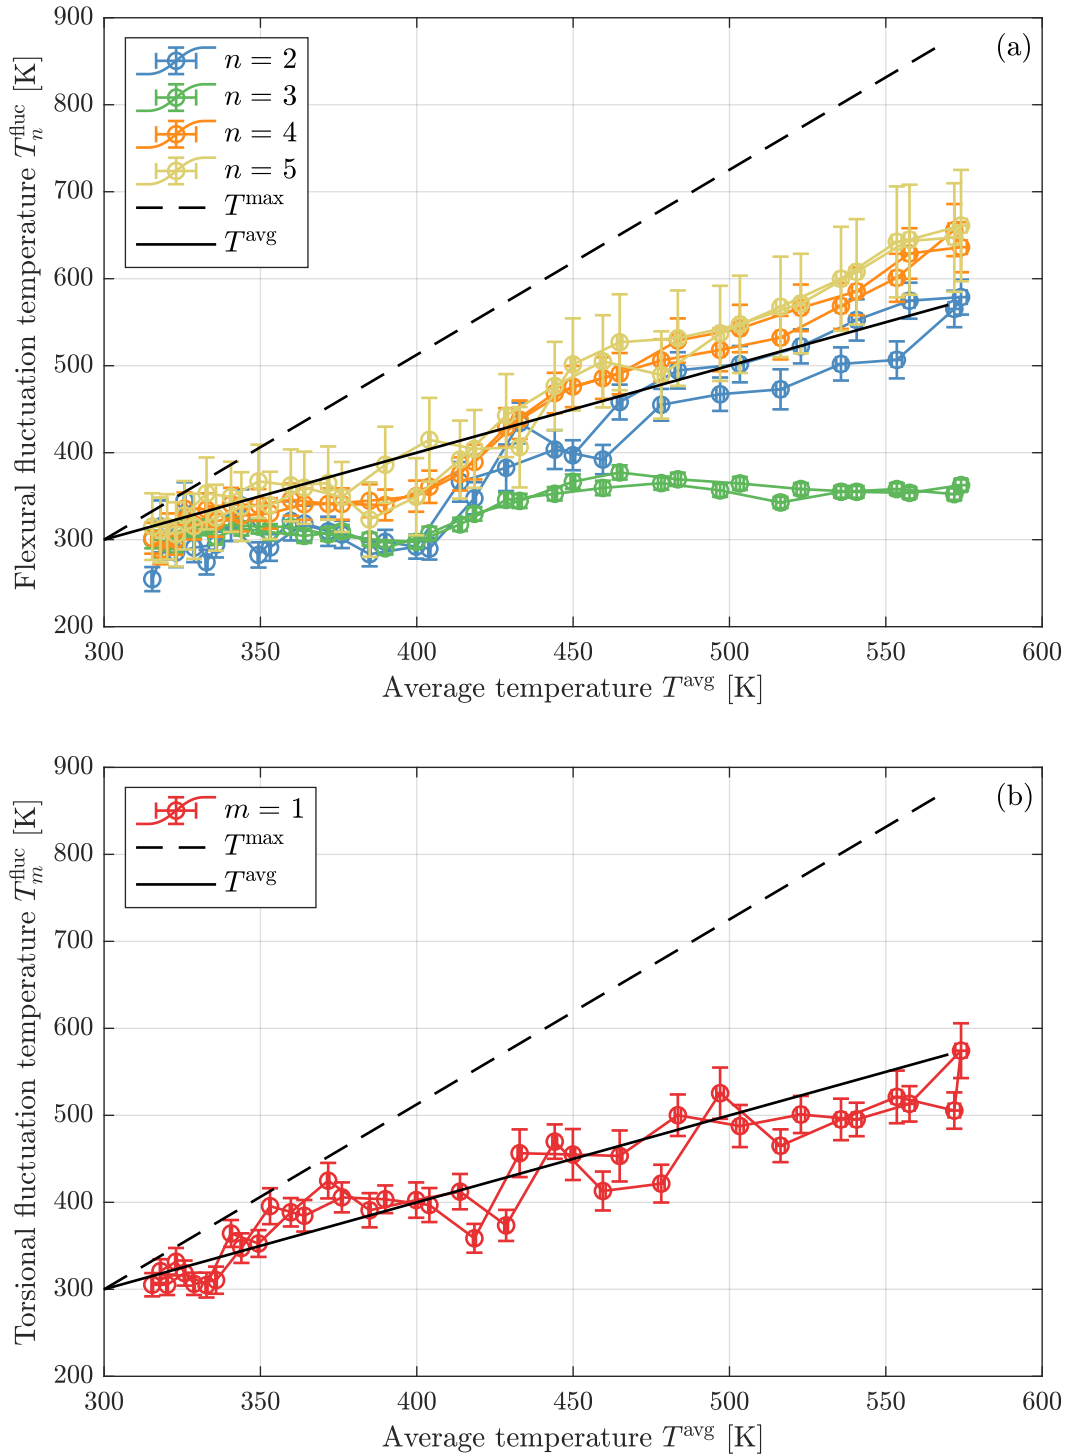 900
800
700
600
500
400
300
200
300 350 400 450 500 550 600
Flexural fluctuation temperature T_n^fluc [K]
Average temperature T^avg [K]
(a)
n = 2
n = 3
n = 4
n = 5
T^max
T^avg
900
800
700
600
500
400
300
200
300 350 400 450 500 550 600
Torsional fluctuation temperature T_m^fluc [K]
Average temperature T^avg [K]
(b)
m = 1
T^max
T^avg